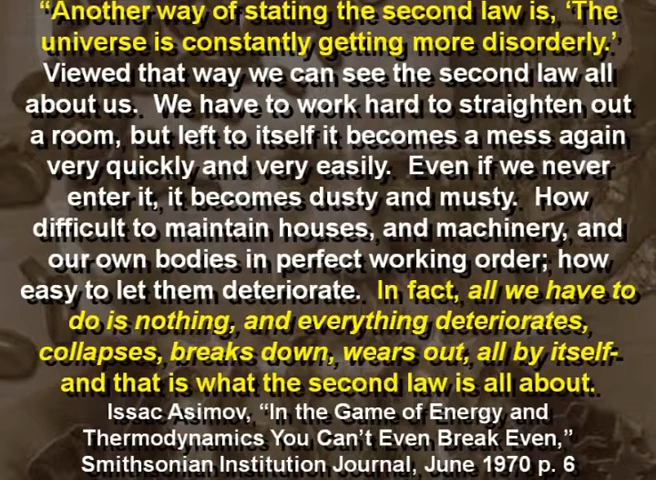 “Another way of stating the second law is, ‘The
universe is constantly getting more disorderly.’
Viewed that way we can see the second law all
about us.  We have to work hard to straighten out
a room, but left to itself it becomes a mess again
very quickly and very easily.  Even if we never
enter it, it becomes dusty and musty.  How
difficult to maintain houses, and machinery, and
our own bodies in perfect working order; how
easy to let them deteriorate.  In fact, all we have to
do is nothing, and everything deteriorates,
collapses, breaks down, wears out, all by itself-
and that is what the second law is all about.
Issac Asimov, “In the Game of Energy and
Thermodynamics You Can’t Even Break Even,”
Smithsonian Institution Journal, June 1970 p. 6